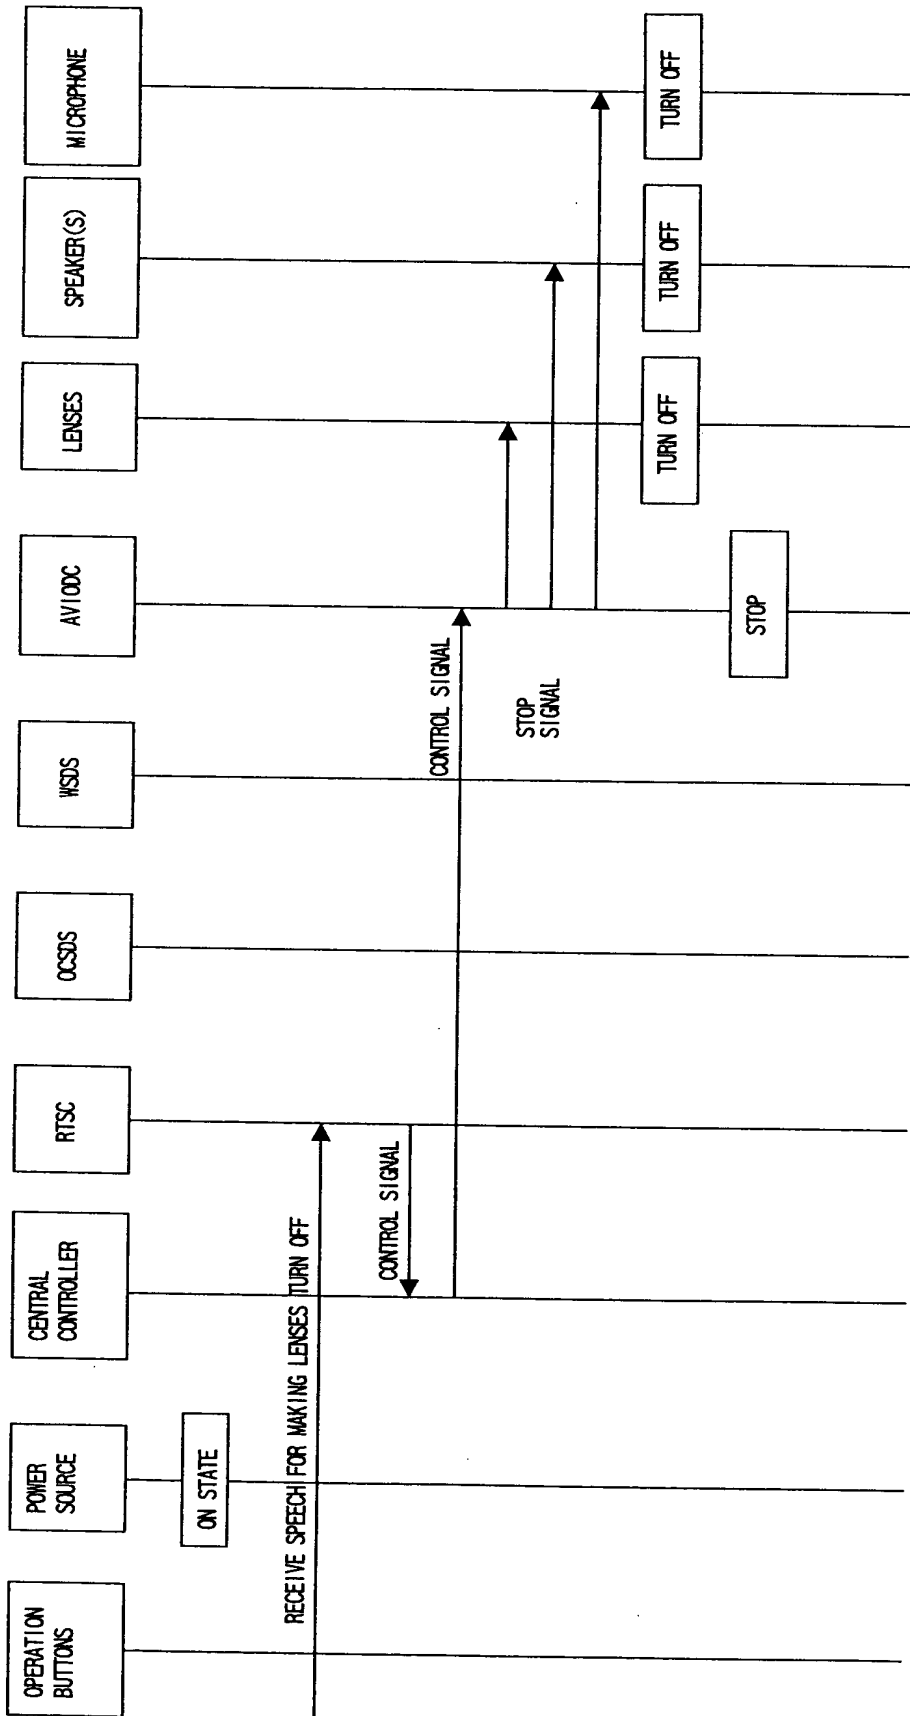 OPERATION
BUTTONS
POWER
SOURCE
CENTRAL
CONTROLLER
RTSC
OCSDS
WSDS
AVIODC
LENSES
SPEAKER(S)
MICROPHONE
ON STATE
RECEIVE SPEECH FOR MAKING LENSES TURN OFF
CONTROL SIGNAL
CONTROL SIGNAL
STOP
SIGNAL
TURN OFF
TURN OFF
TURN OFF
STOP